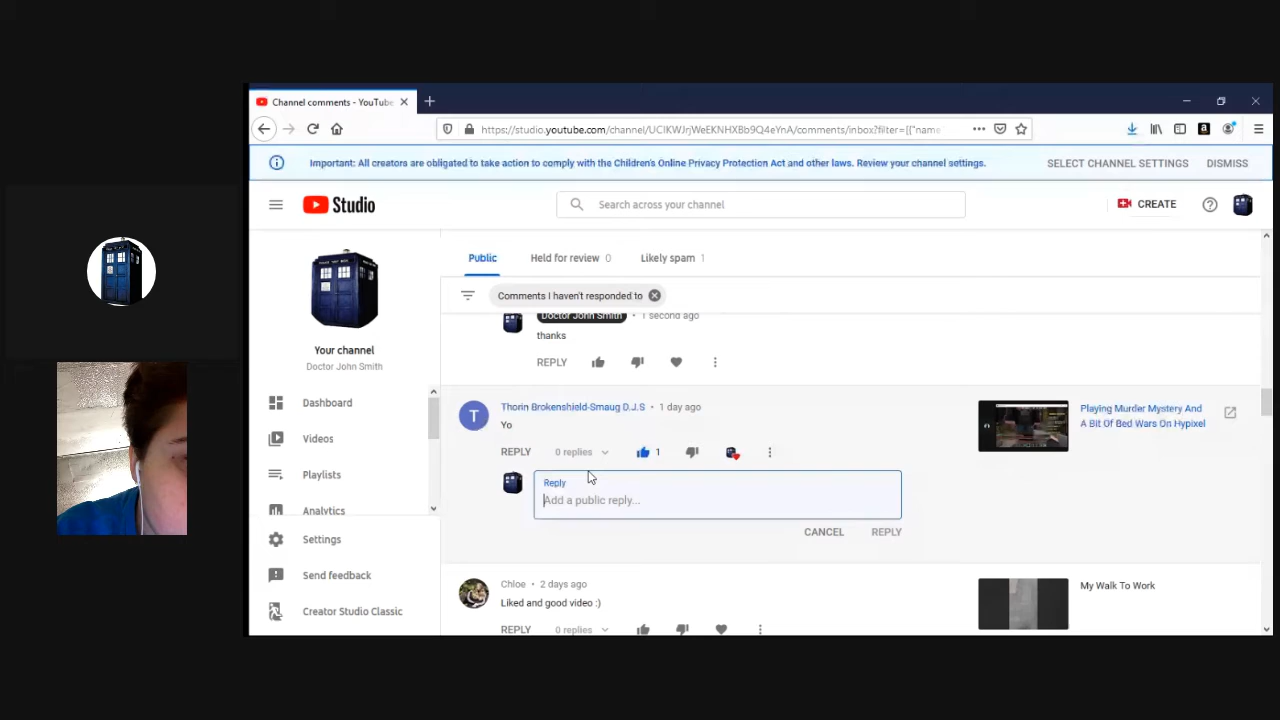 Channel comments - YouTube
https://studio.youtube.com/channel/UCIKWJrjWeEKNHXBb9Q4eYnA/comments/inbox?filter=[{"name
Important: All creators are obligated to take action to comply with the Children's Online Privacy Protection Act and other laws. Review your channel settings. SELECT CHANNEL SETTINGS DISMISS
Studio
Search across your channel
CREATE
Your channel
Doctor John Smith
Dashboard
Videos
Playlists
Analytics
Settings
Send feedback
Creator Studio Classic
Public Held for review 0 Likely spam 1
Comments I haven't responded to
Doctor John Smith • 1 second ago
thanks
REPLY
T
Thorin Brokenshield-Smaug D.J.S • 1 day ago
Yo
REPLY 0 replies 1
Reply
Add a public reply...
CANCEL REPLY
Playing Murder Mystery And
A Bit Of Bed Wars On Hypixel
Chloe • 2 days ago
Liked and good video :)
REPLY 0 replies
My Walk To Work